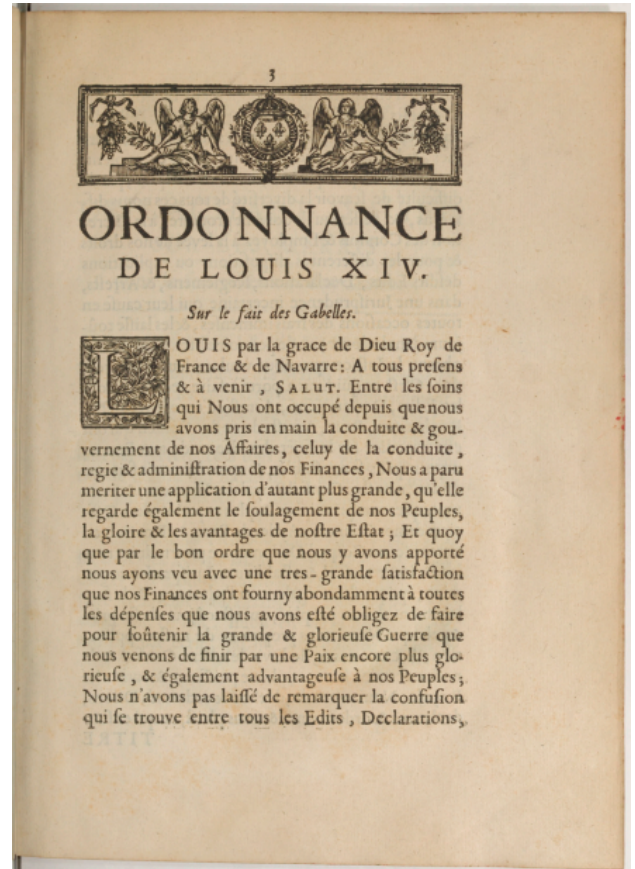 3
ORDONNANCE
DE LOUIS XIV.
Sur le fait des Gabelles.
LOUIS par la grace de Dieu Roy de
France & de Navarre: A tous preſens
& à venir, SALUT. Entre les ſoins
qui Nous ont occupé depuis que nous
avons pris en main la conduite & gou-
vernement de nos Affaires, celuy de la conduite,
regie & adminiſtration de nos Finances, Nous a paru
meriter une application d'autant plus grande, qu'elle
regarde également le ſoulagement de nos Peuples,
la gloire & les avantages de noſtre Eſtat; Et quoy
que par le bon ordre que nous y avons apporté
nous ayons veu avec une tres-grande ſatisfaction
que nos Finances ont fourny abondamment à toutes
les dépenſes que nous avons eſté obligez de faire
pour ſoûtenir la grande & glorieuſe Guerre que
nous venons de finir par une Paix encore plus glo-
rieuſe, & également advantageuſe à nos Peuples;
Nous n'avons pas laiſſé de remarquer la confuſion
qui ſe trouve entre tous les Edits, Declarations,